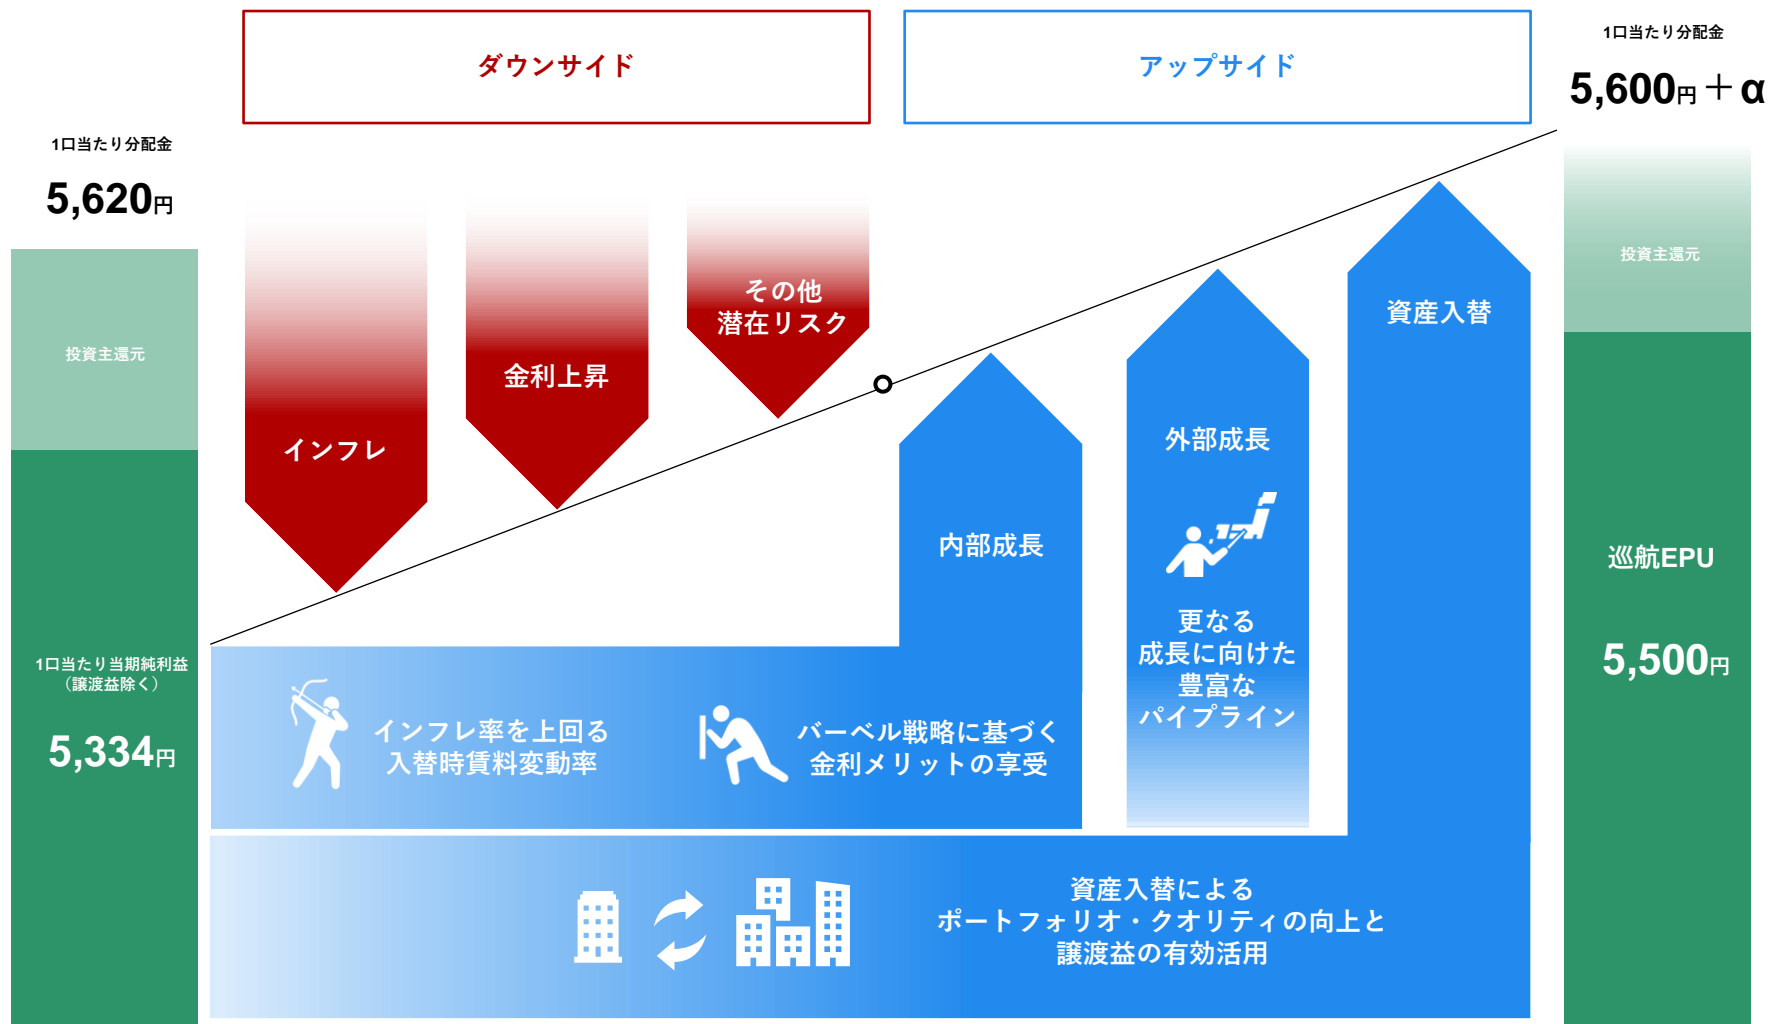 ダウンサイド
アップサイド
1口当たり分配金
5,620円
投資主還元
1口当たり当期純利益
（譲渡益除く）
5,334円
インフレ
金利上昇
その他
潜在リスク
内部成長
外部成長
更なる
成長に向けた
豊富な
パイプライン
資産入替
インフレ率を上回る
入替時賃料変動率
バーベル戦略に基づく
金利メリットの享受
資産入替による
ポートフォリオ・クオリティの向上と
譲渡益の有効活用
1口当たり分配金
5,600円＋α
投資主還元
巡航EPU
5,500円